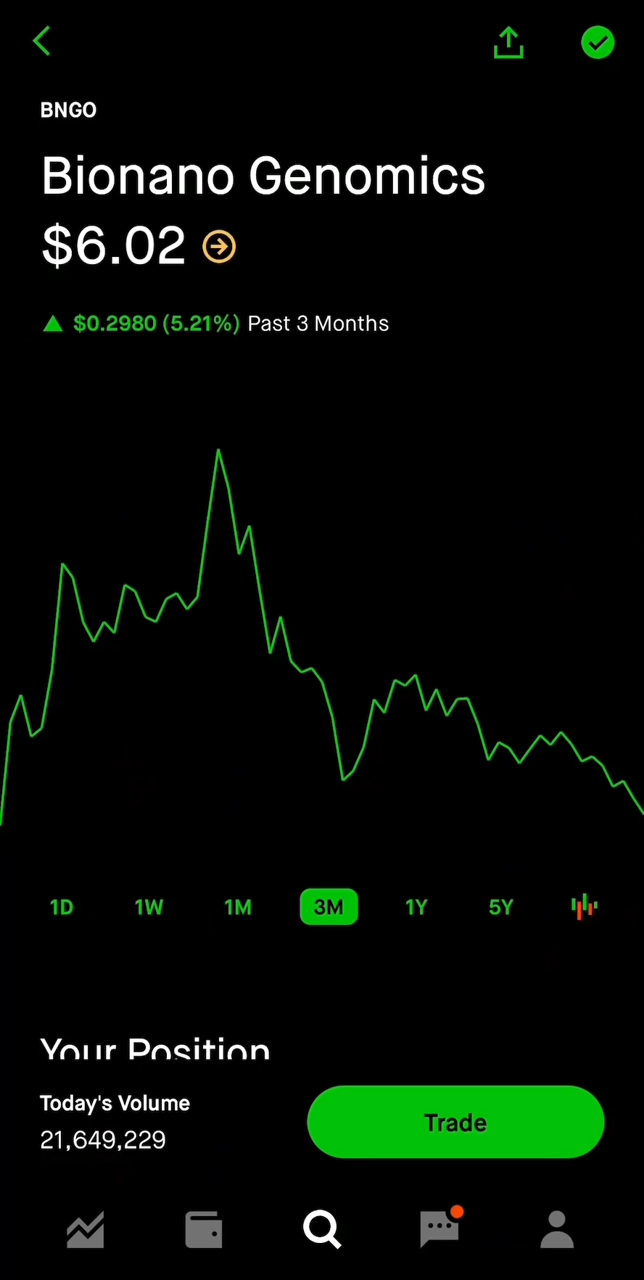 BNGO
Bionano Genomics
$6.02
$0.2980 (5.21%) Past 3 Months
1D 1W 1M 3M 1Y 5Y
Your Position
Today's Volume
21,649,229
Trade